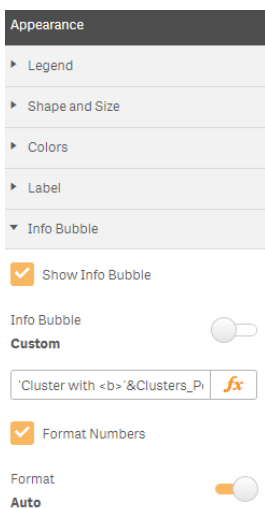 Appearance
Legend
Shape and Size
Colors
Label
Info Bubble
Show Info Bubble
Info Bubble
Custom
'Cluster with <b>'&Clusters_P
fx
Format Numbers
Format
Auto